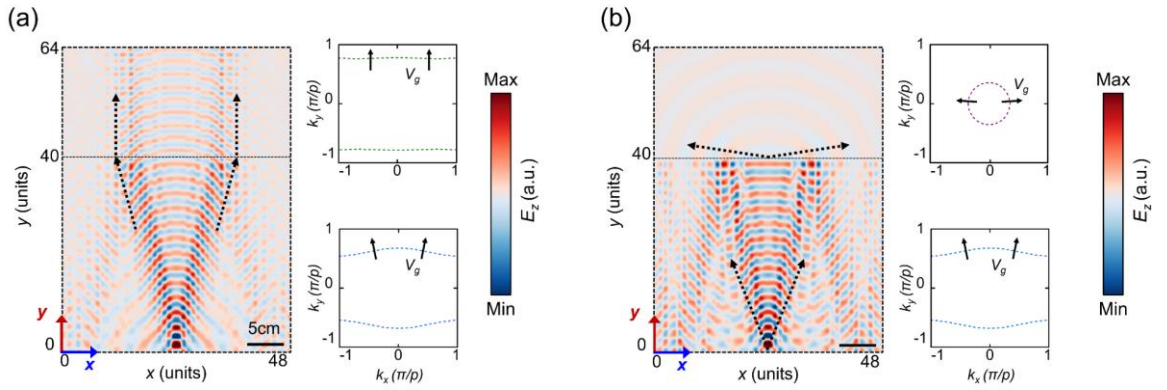 (a)
64
40
0
y (units)
y
x
0
48
x (units)
5cm
1
0
-1
k_y (π/p)
V_g
1
0
-1
k_y (π/p)
V_g
-1
0
1
k_x (π/p)
Max
E_z (a.u.)
Min
(b)
64
40
0
y (units)
y
x
0
48
x (units)
1
0
-1
k_y (π/p)
V_g
-1
0
1
1
0
-1
k_y (π/p)
V_g
-1
0
1
k_x (π/p)
Max
E_z (a.u.)
Min